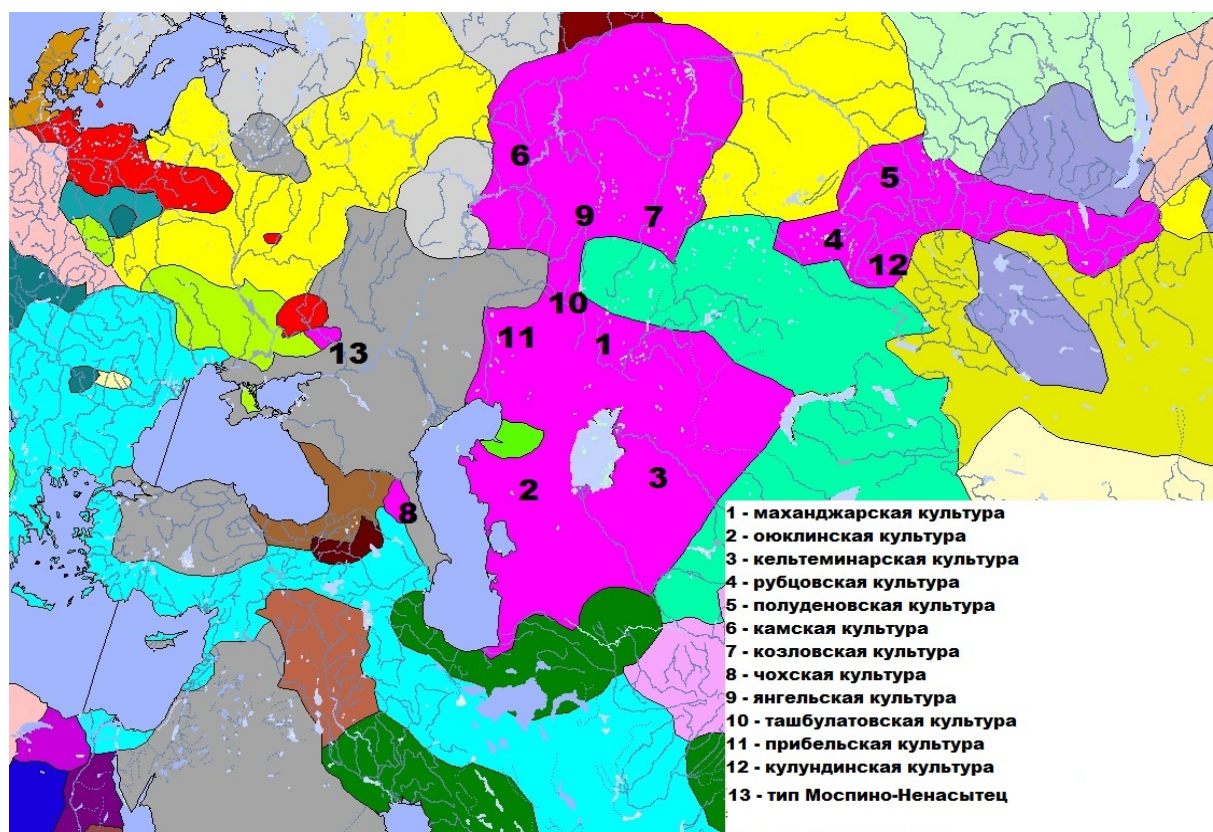 6
5
9
7
4
12
10
11
1
13
2
3
8
1 - маханджарская культура
2 - оюклинская культура
3 - кельтеминарская культура
4 - рубцовская культура
5 - полуденовская культура
6 - камская культура
7 - козловская культура
8 - чохская культура
9 - янгельская культура
10 - ташбулатовская культура
11 - прибельская культура
12 - кулундинская культура
13 - тип Моспино-Ненасытец